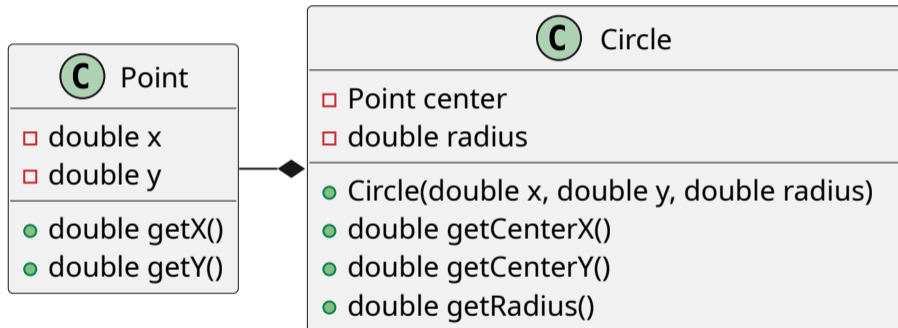 C Point
double x
double y
double getX()
double getY()
C Circle
Point center
double radius
Circle(double x, double y, double radius)
double getCenterX()
double getCenterY()
double getRadius()